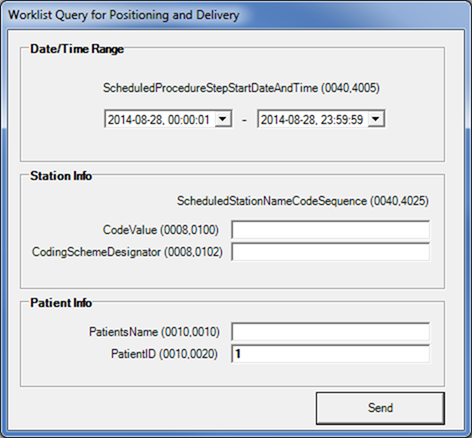 Worklist Query for Positioning and Delivery
Date/Time Range
ScheduledProcedureStepStartDateAndTime (0040,4005)
2014-08-28, 00:00:01 - 2014-08-28, 23:59:59
Station Info
ScheduledStationNameCodeSequence (0040,4025)
CodeValue (0008,0100)
CodingSchemeDesignator (0008,0102)
Patient Info
PatientsName (0010,0010)
PatientID (0010,0020) 1
Send